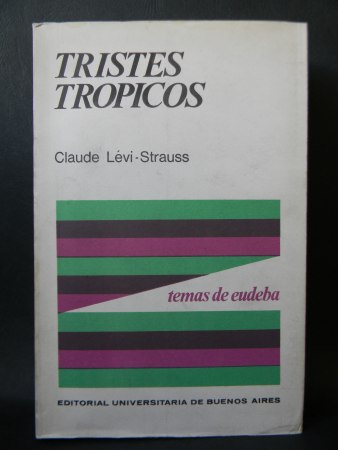 TRISTES
TROPICOS
Claude Lévi-Strauss
temas de eudeba
EDITORIAL UNIVERSITARIA DE BUENOS AIRES